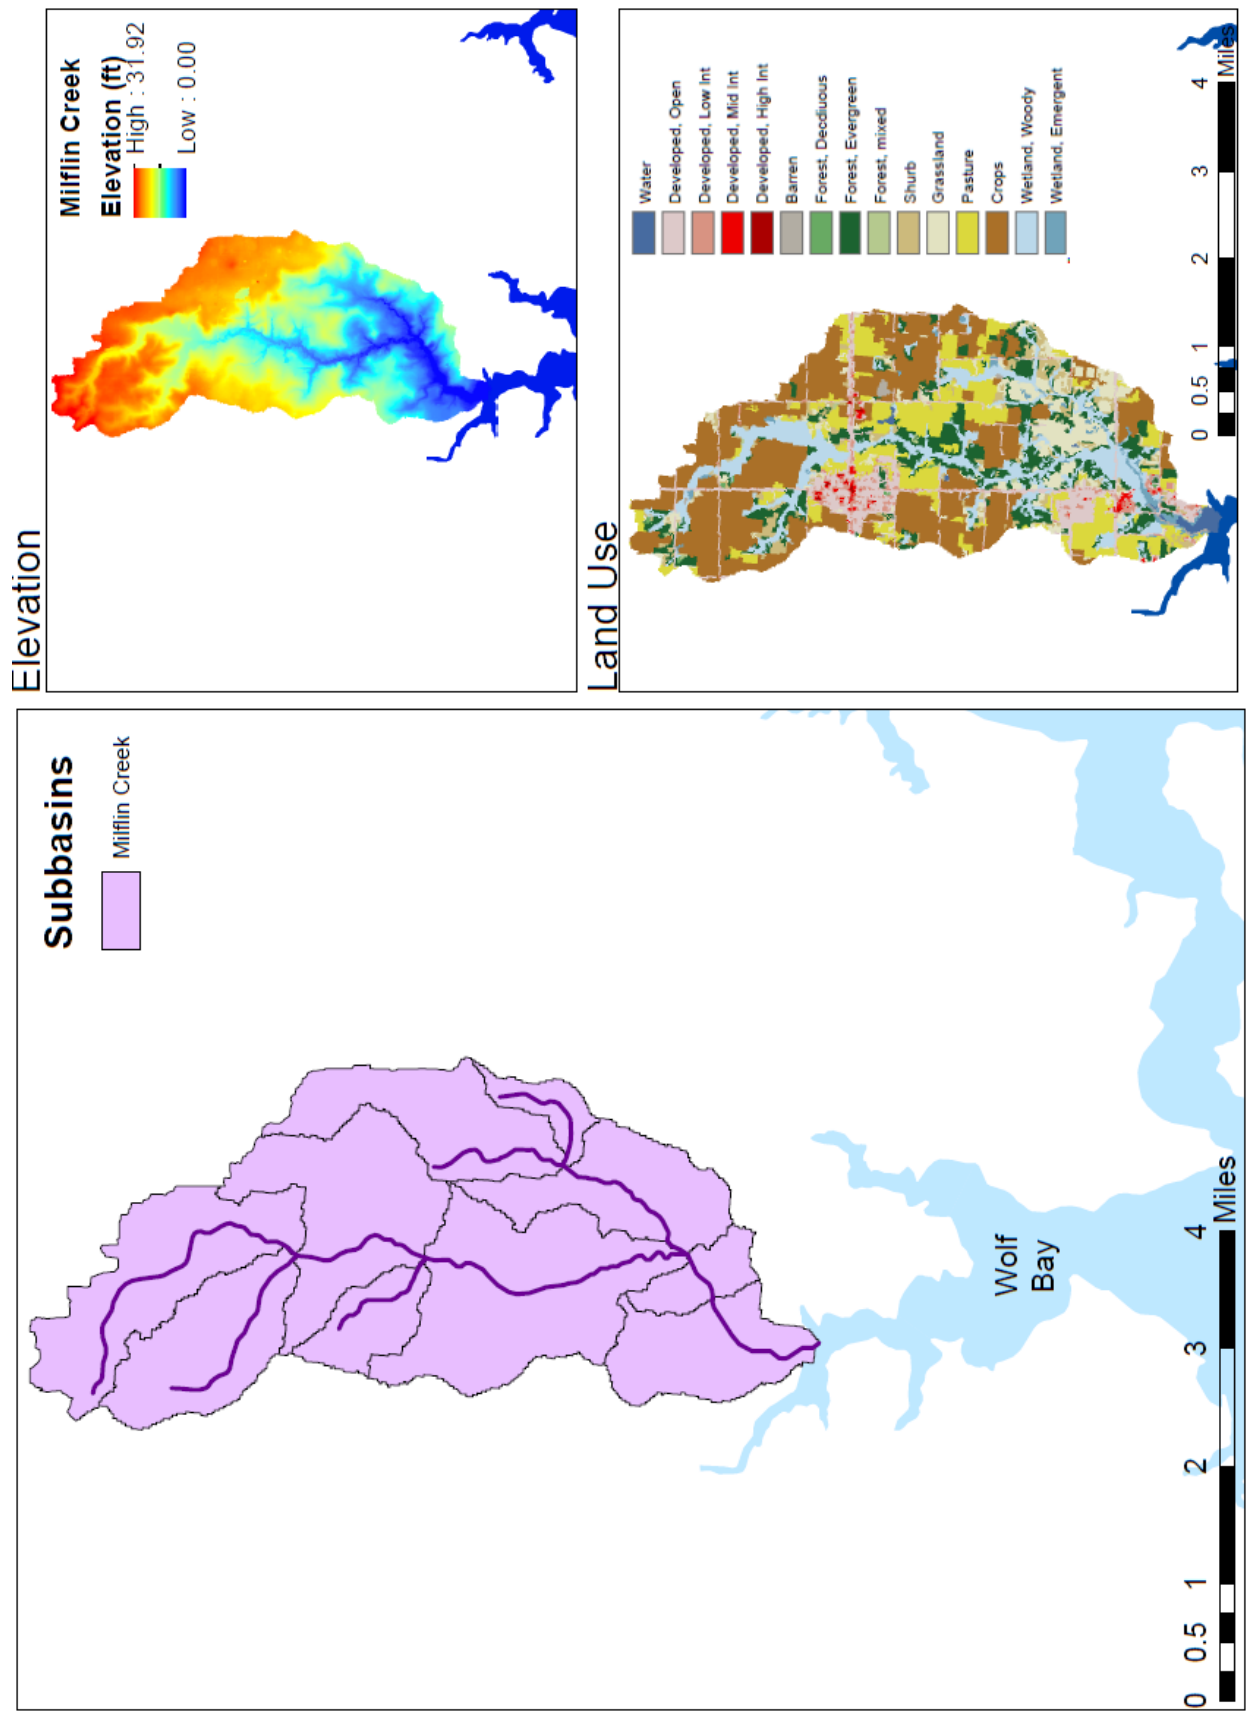 Subbasins
Milflin Creek
Wolf
Bay
0 0.5 1 2 3 4
Miles
Elevation
Milflin Creek
Elevation (ft)
High : 31.92
Low : 0.00
Land Use
Water
Developed, Open
Developed, Low Int
Developed, Mid Int
Developed, High Int
Barren
Forest, Decdiuous
Forest, Evergreen
Forest, mixed
Shurb
Grassland
Pasture
Crops
Wetland, Woody
Wetland, Emergent
0 0.5 1 2 3 4
Miles